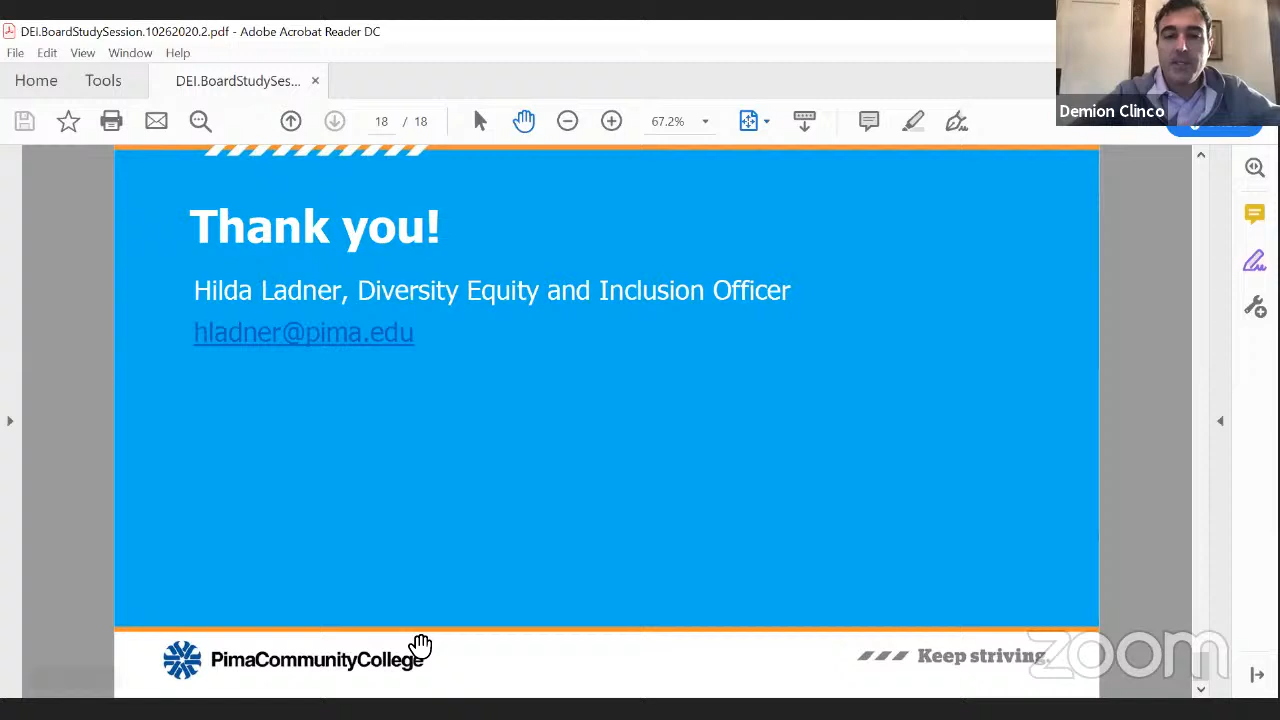 DEI.BoardStudySession.10262020.2.pdf - Adobe Acrobat Reader DC
File Edit View Window Help
Home Tools DEI.BoardStudySes... ×
18 / 18 67.2%
Demion Clinco
Thank you!
Hilda Ladner, Diversity Equity and Inclusion Officer
hladner@pima.edu
PimaCommunityCollege
Keep striving.
zoom